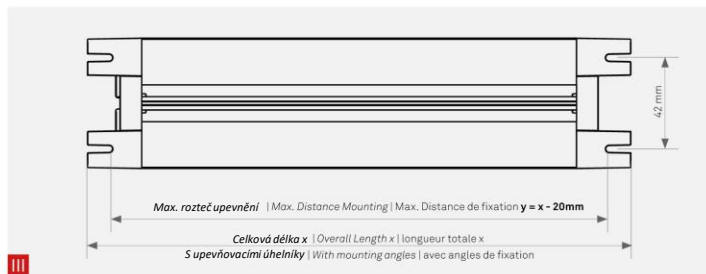 42 mm
Max. rozteč upevnění | Max. Distance Mounting | Max. Distance de fixation y = x - 20mm
Celková délka x | Overall Length x | longueur totale x
S upevňovacími úhelníky | With mounting angles | avec angles de fixation